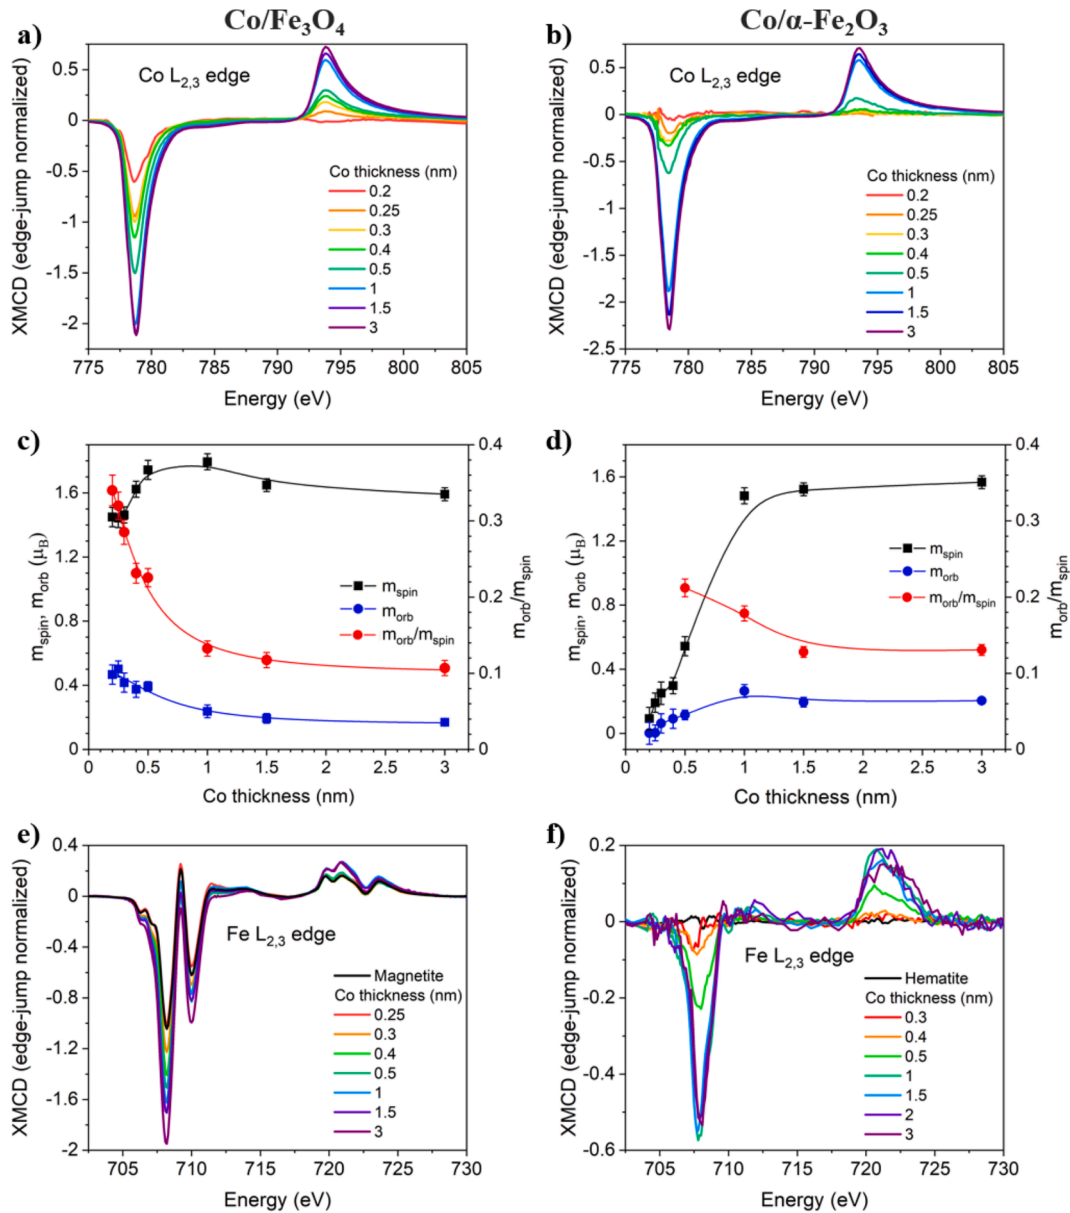 Co/Fe3O4
Co/α-Fe2O3
a)
XMCD (edge-jump normalized)
0.5
0
-0.5
-1
-1.5
-2
Co L2,3 edge
Co thickness (nm)
0.2
0.25
0.3
0.4
0.5
1
1.5
3
775 780 785 790 795 800 805
Energy (eV)
b)
XMCD (edge-jump normalized)
0.5
0
-0.5
-1
-1.5
-2
-2.5
Co L2,3 edge
Co thickness (nm)
0.2
0.25
0.3
0.4
0.5
1
1.5
3
775 780 785 790 795 800 805
Energy (eV)
c)
mspin, morb (μB)
1.6
1.2
0.8
0.4
0
mspin
morb
morb/mspin
0.4
0.3
0.2
0.1
0
morb/mspin
0 0.5 1.0 1.5 2.0 2.5 3
Co thickness (nm)
d)
mspin, morb (μB)
1.6
1.2
0.8
0.4
0
mspin
morb
morb/mspin
0.4
0.3
0.2
0.1
0
morb/mspin
0 0.5 1.0 1.5 2.0 2.5 3
Co thickness (nm)
e)
XMCD (edge-jump normalized)
0.4
0
-0.4
-0.8
-1.2
-1.6
-2
Fe L2,3 edge
Magnetite
Co thickness (nm)
0.25
0.3
0.4
0.5
1
1.5
3
705 710 715 720 725 730
Energy (eV)
f)
XMCD (edge-jump normalized)
0.2
0
-0.2
-0.4
-0.6
Fe L2,3 edge
Hematite
Co thickness (nm)
0.3
0.4
0.5
1
1.5
2
3
705 710 715 720 725 730
Energy (eV)